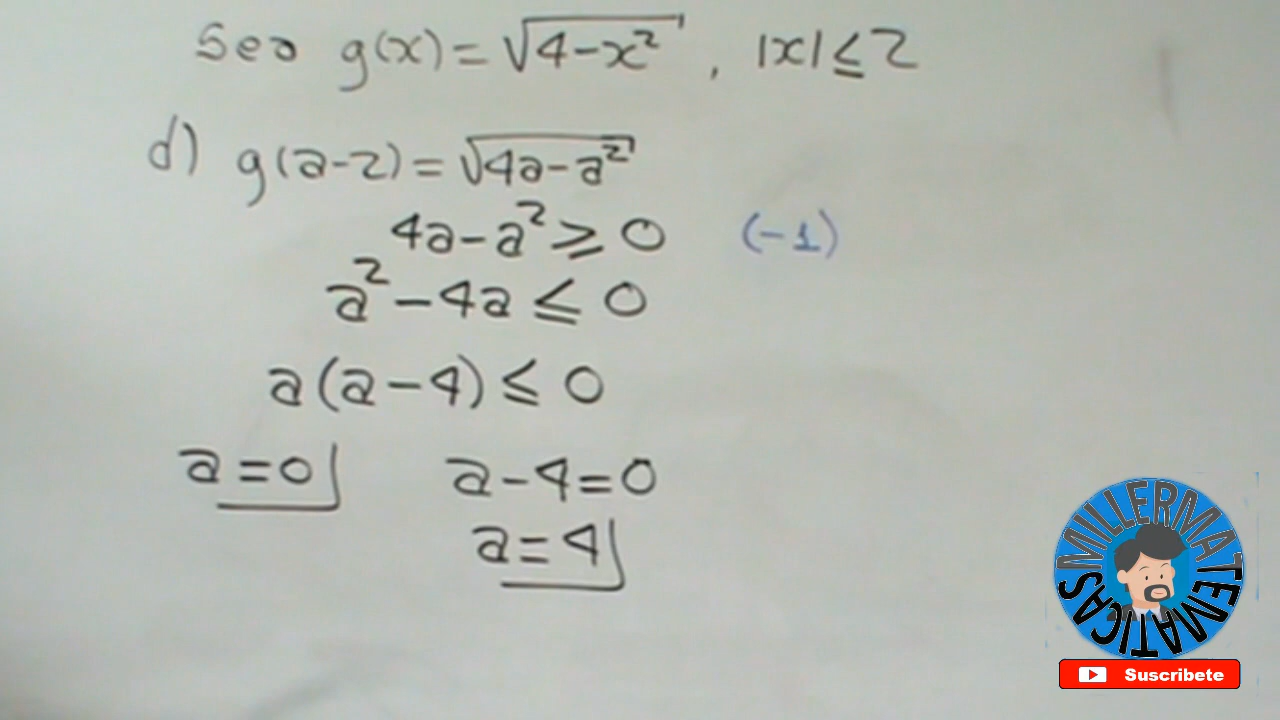 Sea g(x) = √(4-x²) , |x| ≤ 2
d) g(a-2) = √(4a-a²)
4a-a² ≥ 0 (-1)
a² - 4a ≤ 0
a(a-4) ≤ 0
a=0 a-4=0
a=4
MILLERMATEMATICAS
Suscribete